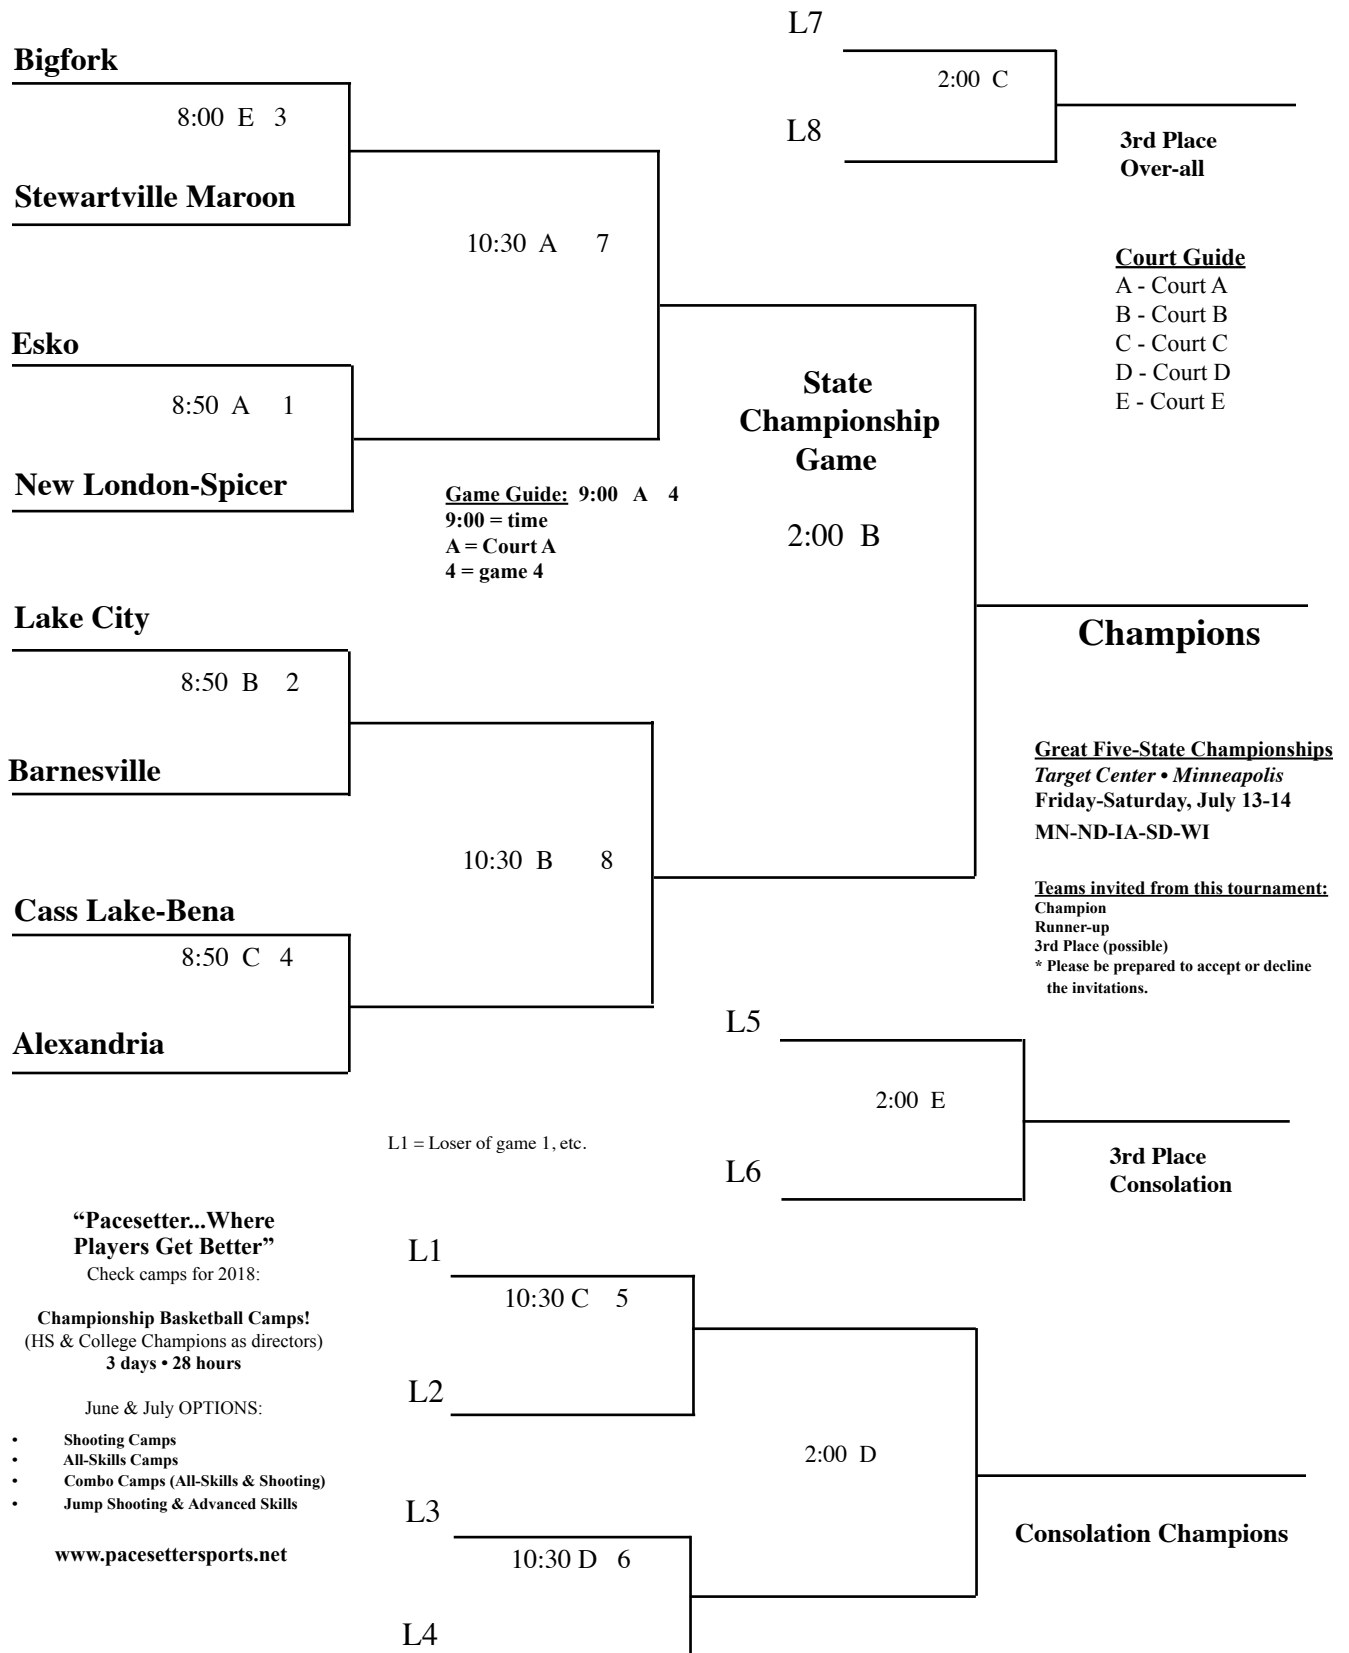 L7
Bigfork
2:00 C
8:00 E 3
L8
3rd Place
Over-all
Stewartville Maroon
10:30 A 7
Court Guide
A - Court A
B - Court B
C - Court C
D - Court D
E - Court E
Esko
8:50 A 1
State
Championship
Game
2:00 B
New London-Spicer
Game Guide: 9:00 A 4
9:00 = time
A = Court A
4 = game 4
Lake City
Champions
8:50 B 2
Barnesville
Great Five-State Championships
Target Center • Minneapolis
Friday-Saturday, July 13-14
MN-ND-IA-SD-WI
10:30 B 8
Teams invited from this tournament:
Champion
Runner-up
3rd Place (possible)
* Please be prepared to accept or decline
the invitations.
Cass Lake-Bena
8:50 C 4
Alexandria
L5
2:00 E
L1 = Loser of game 1, etc.
L6
3rd Place
Consolation
“Pacesetter...Where
Players Get Better”
Check camps for 2018:
Championship Basketball Camps!
(HS & College Champions as directors)
3 days • 28 hours
June & July OPTIONS:
• Shooting Camps
• All-Skills Camps
• Combo Camps (All-Skills & Shooting)
• Jump Shooting & Advanced Skills
www.pacesettersports.net
L1
10:30 C 5
L2
2:00 D
L3
Consolation Champions
10:30 D 6
L4